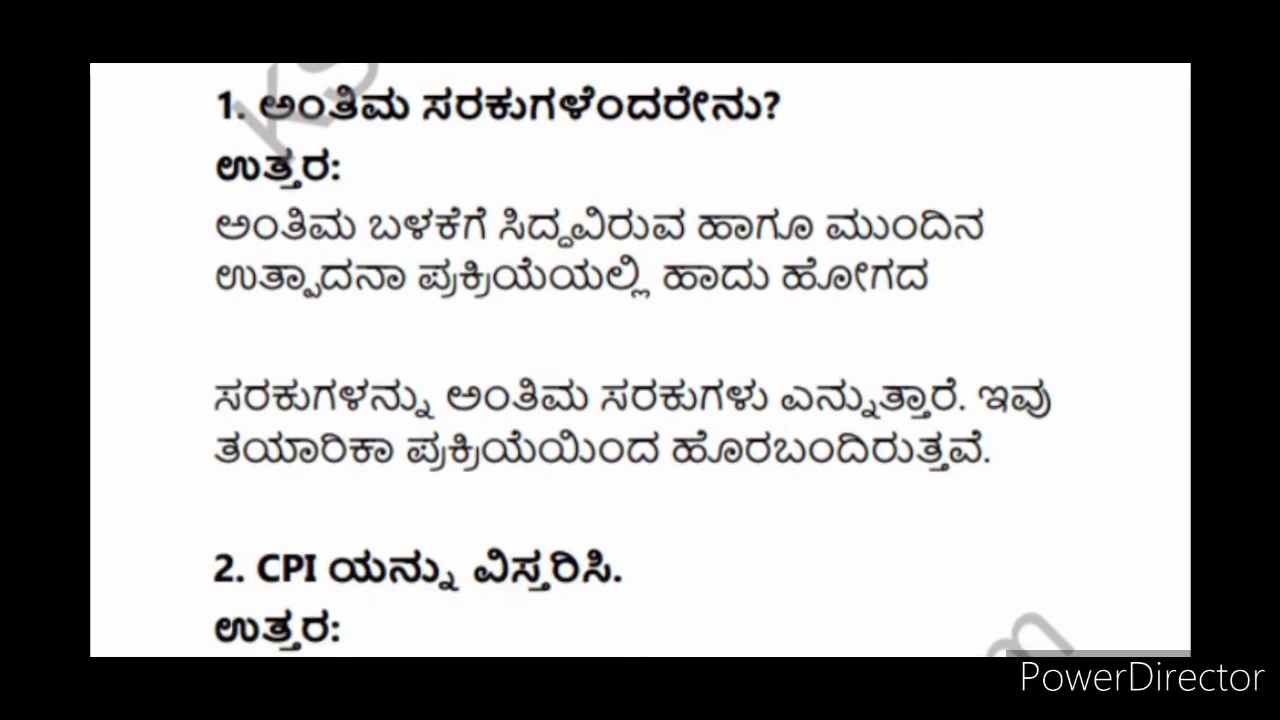 1. ಅಂತಿಮ ಸರಕುಗಳೆಂದರೇನು?
ಉತ್ತರ:
ಅಂತಿಮ ಬಳಕೆಗೆ ಸಿದ್ದವಿರುವ ಹಾಗೂ ಮುಂದಿನ
ಉತ್ಪಾದನಾ ಪ್ರಕ್ರಿಯೆಯಲ್ಲಿ ಹಾದು ಹೋಗದ
ಸರಕುಗಳನ್ನು ಅಂತಿಮ ಸರಕುಗಳು ಎನ್ನುತ್ತಾರೆ. ಇವು
ತಯಾರಿಕಾ ಪ್ರಕ್ರಿಯೆಯಿಂದ ಹೊರಬಂದಿರುತ್ತವೆ.
2. CPI ಯನ್ನು ವಿಸ್ತರಿಸಿ.
ಉತ್ತರ:
PowerDirector